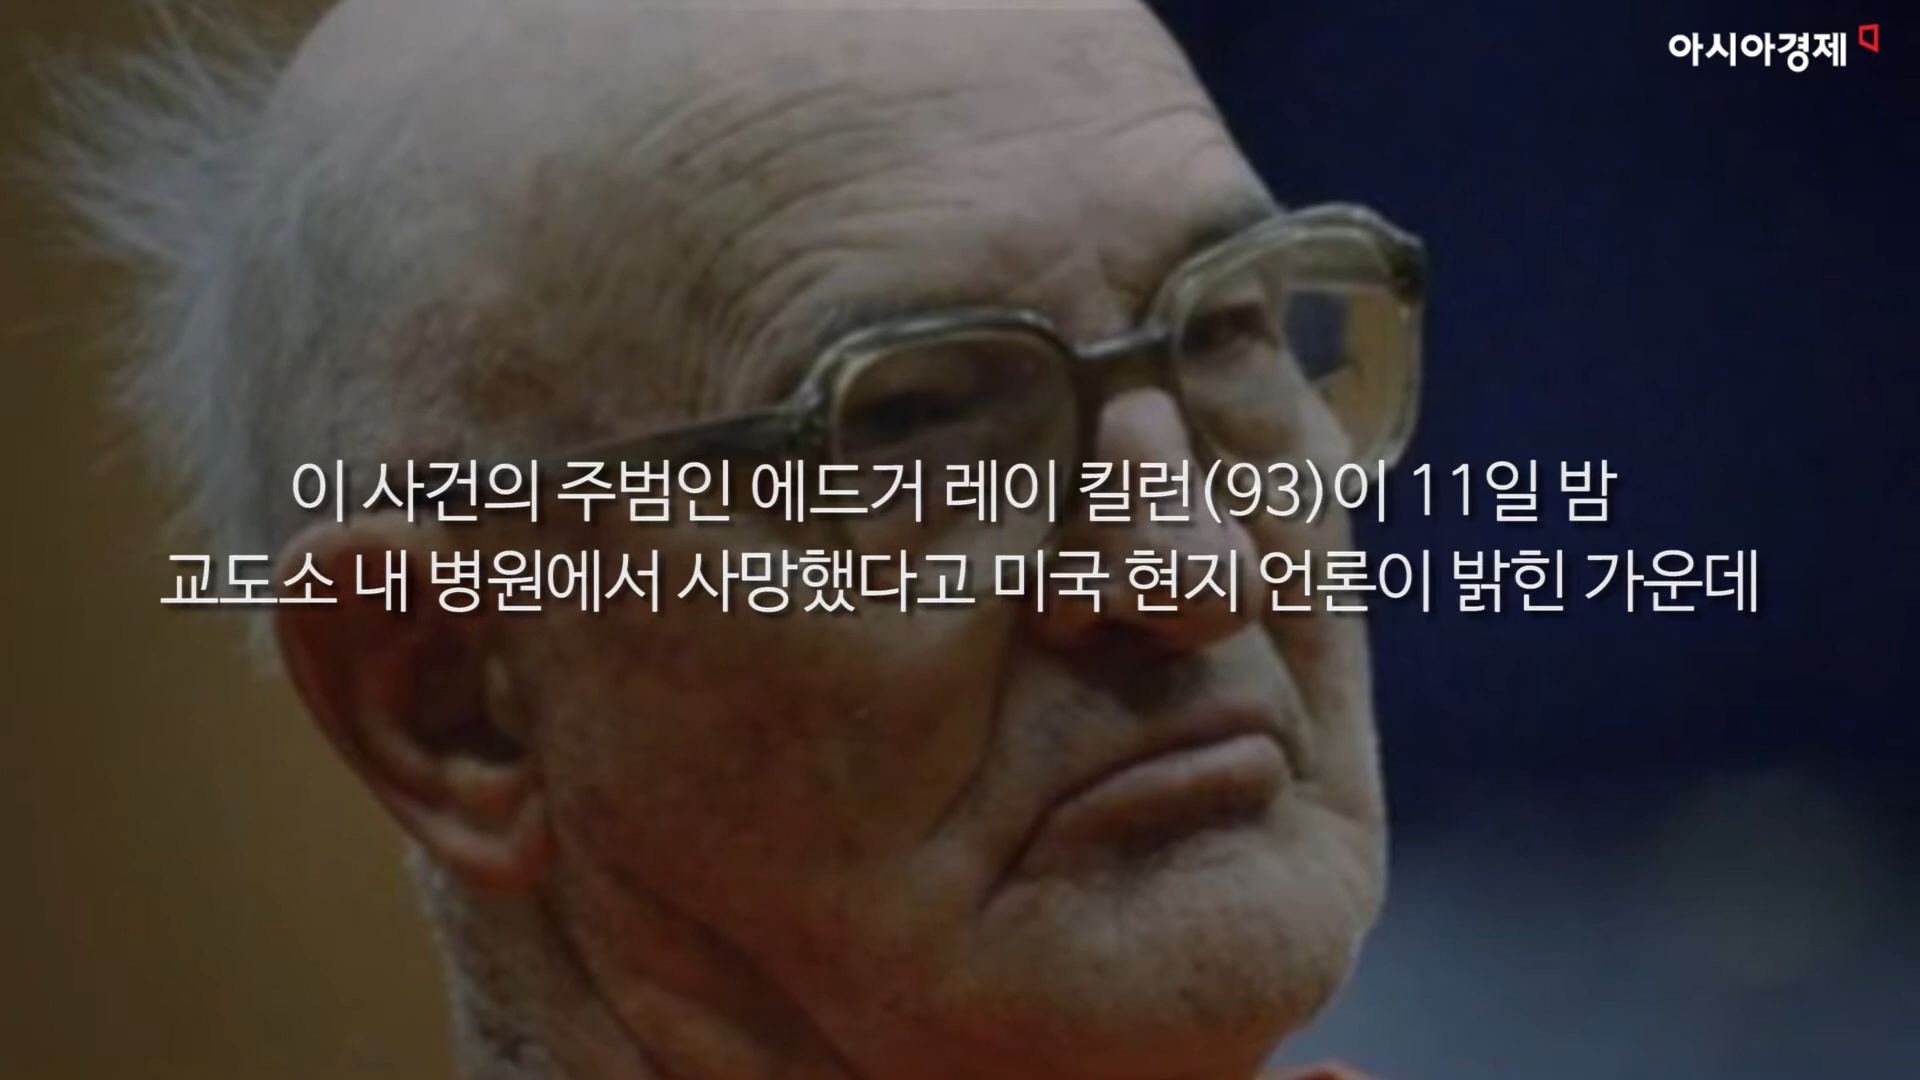 아시아경제
이 사건의 주범인 에드거 레이 킬런(93)이 11일 밤
교도소 내 병원에서 사망했다고 미국 현지 언론이 밝힌 가운데